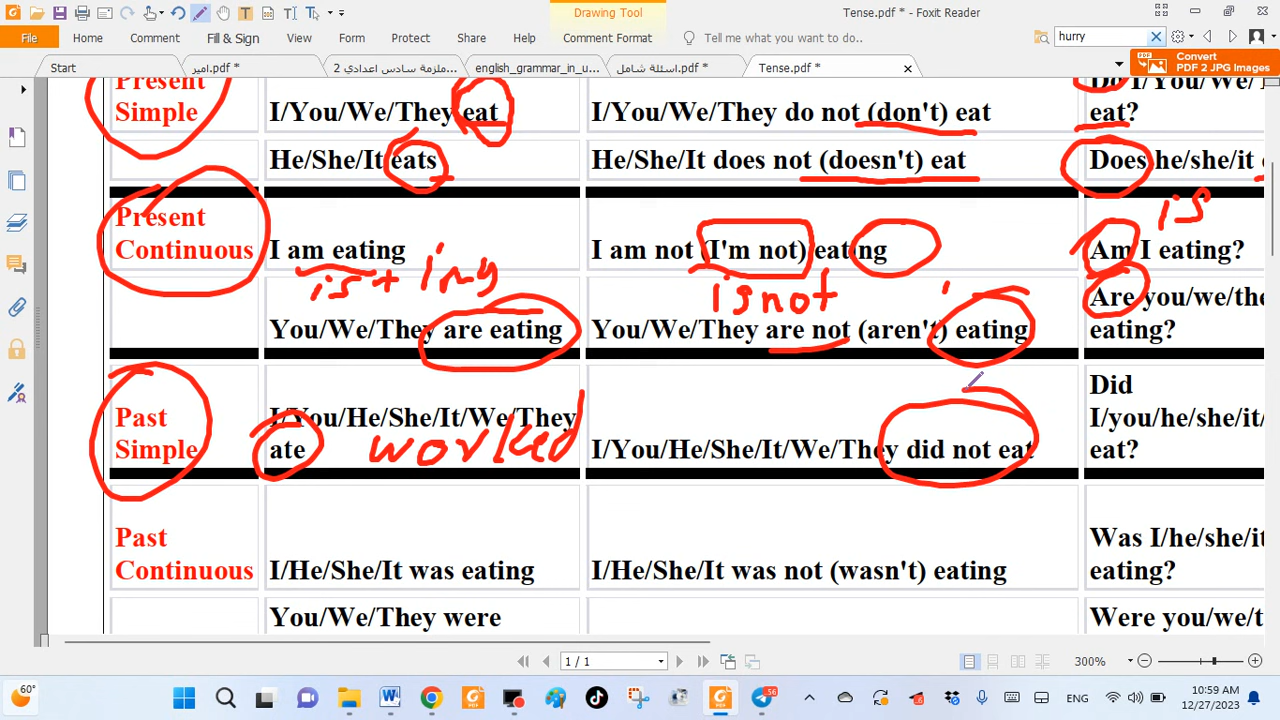 Drawing Tool
Tense.pdf * - Foxit Reader
File Home Comment Fill & Sign View Form Protect Share Help Comment Format Tell me what you want to do... hurry
Start امير.pdf * ملزمة سادس اعدادي 2... english_grammar_in_u... اسئلة شامل.pdf * Tense.pdf * Convert
PDF 2 JPG Images
Present
Simple I/You/We/They eat I/You/We/They do not (don't) eat Do I/You/We/
eat?
He/She/It eats He/She/It does not (doesn't) eat Does he/she/it
is
Present
Continuous I am eating I am not (I'm not) eating Am I eating?
is + ing is not
You/We/They are eating You/We/They are not (aren't) eating Are you/we/the
eating?
Past
Simple I/You/He/She/It/We/They
ate worked I/You/He/She/It/We/They did not eat Did
I/you/he/she/it/
eat?
Past
Continuous I/He/She/It was eating I/He/She/It was not (wasn't) eating Was I/he/she/it
eating?
You/We/They were Were you/we/t
1 / 1 300%
60° 56 ENG 10:59 AM
12/27/2023